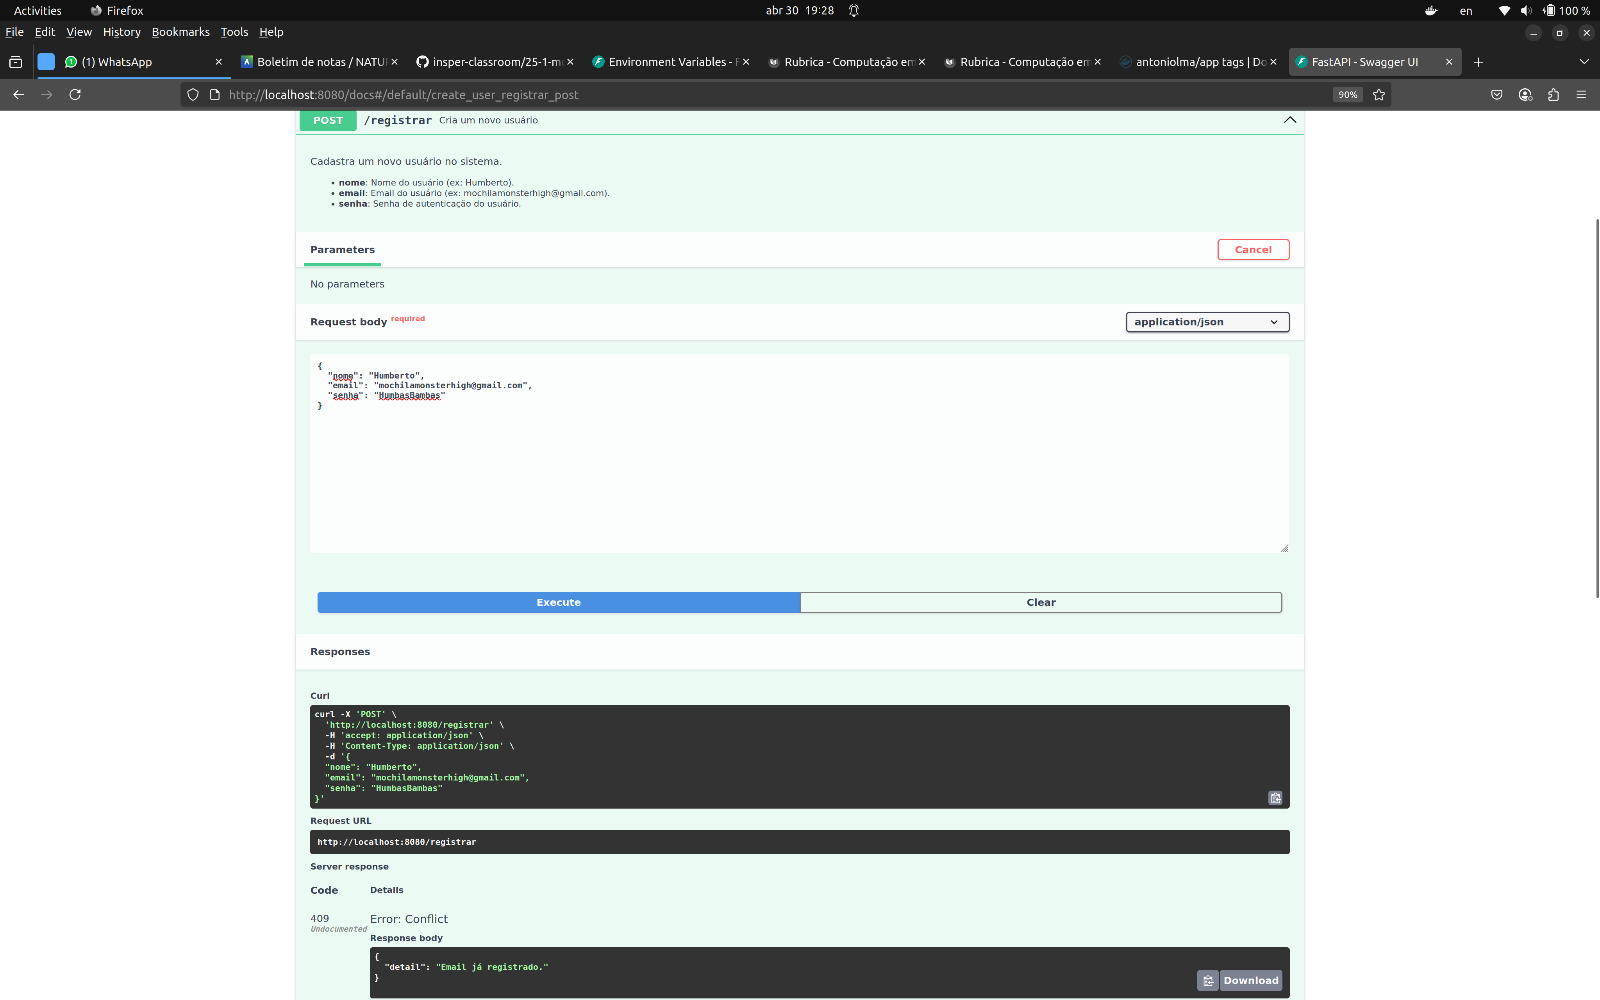 Activities
Firefox
abr 30 19:28
en
100 %
File Edit View History Bookmarks Tools Help
(1) WhatsApp
Boletim de notas / NATUR
insper-classroom/25-1-m
Environment Variables - F
Rubrica - Computação em
Rubrica - Computação em
antoniolma/app tags | Do
FastAPI - Swagger UI
http://localhost:8080/docs#/default/create_user_registrar_post
90%
POST /registrar Cria um novo usuário
Cadastra um novo usuário no sistema.
• nome: Nome do usuário (ex: Humberto).
• email: Email do usuário (ex: mochilamonsterhigh@gmail.com).
• senha: Senha de autenticação do usuário.
Parameters
Cancel
No parameters
Request body required
application/json
{
"nome": "Humberto",
"email": "mochilamonsterhigh@gmail.com",
"senha": "HumbasBambas"
}
Execute
Clear
Responses
Curl
curl -X 'POST' \
'http://localhost:8080/registrar' \
-H 'accept: application/json' \
-H 'Content-Type: application/json' \
-d '{
"nome": "Humberto",
"email": "mochilamonsterhigh@gmail.com",
"senha": "HumbasBambas"
}'
Request URL
http://localhost:8080/registrar
Server response
Code Details
409 Error: Conflict
Undocumented
Response body
{
"detail": "Email já registrado."
}
Download